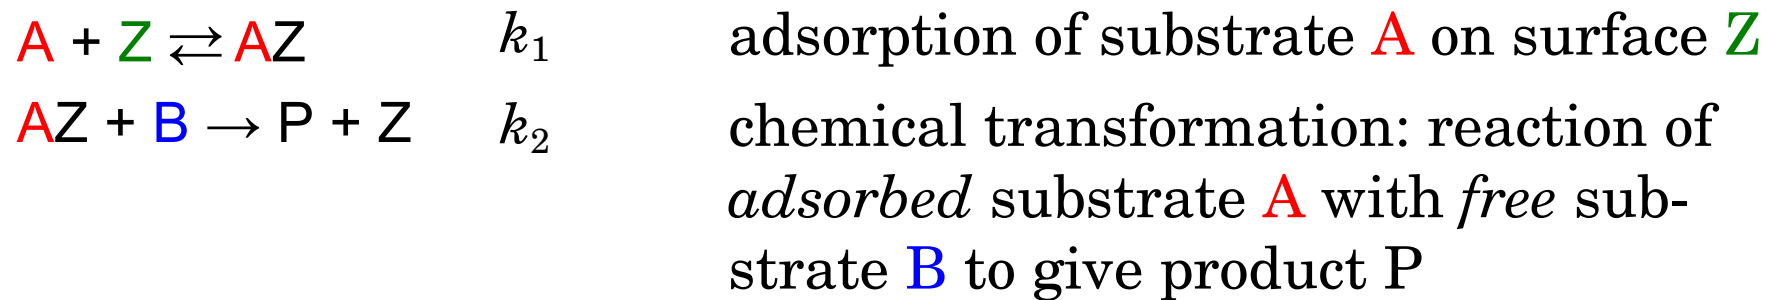 A + Z ⇄ AZ k₁ adsorption of substrate A on surface Z
AZ + B → P + Z k₂ chemical transformation: reaction of
adsorbed substrate A with free sub-
strate B to give product P